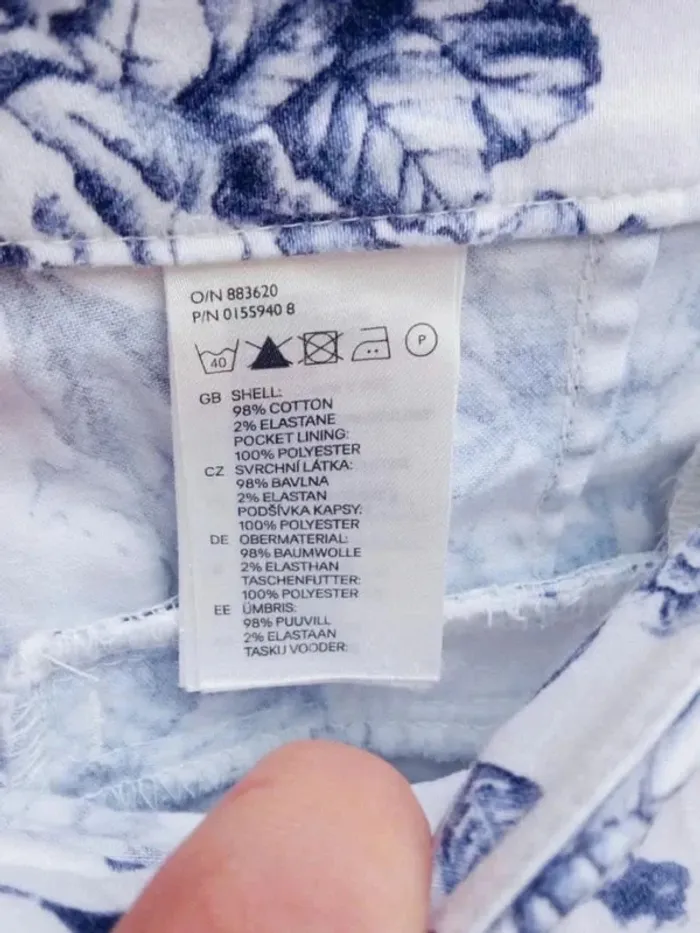 O/N 883620
P/N 0155940 8
40 P
GB SHELL:
98% COTTON
2% ELASTANE
POCKET LINING:
100% POLYESTER
CZ SVRCHNÍ LÁTKA:
98% BAVLNA
2% ELASTAN
PODŠÍVKA KAPSY:
100% POLYESTER
DE OBERMATERIAL:
98% BAUMWOLLE
2% ELASTHAN
TASCHENFUTTER:
100% POLYESTER
EE ÜMBRIS:
98% PUUVILL
2% ELASTAAN
TASKU VOODER: